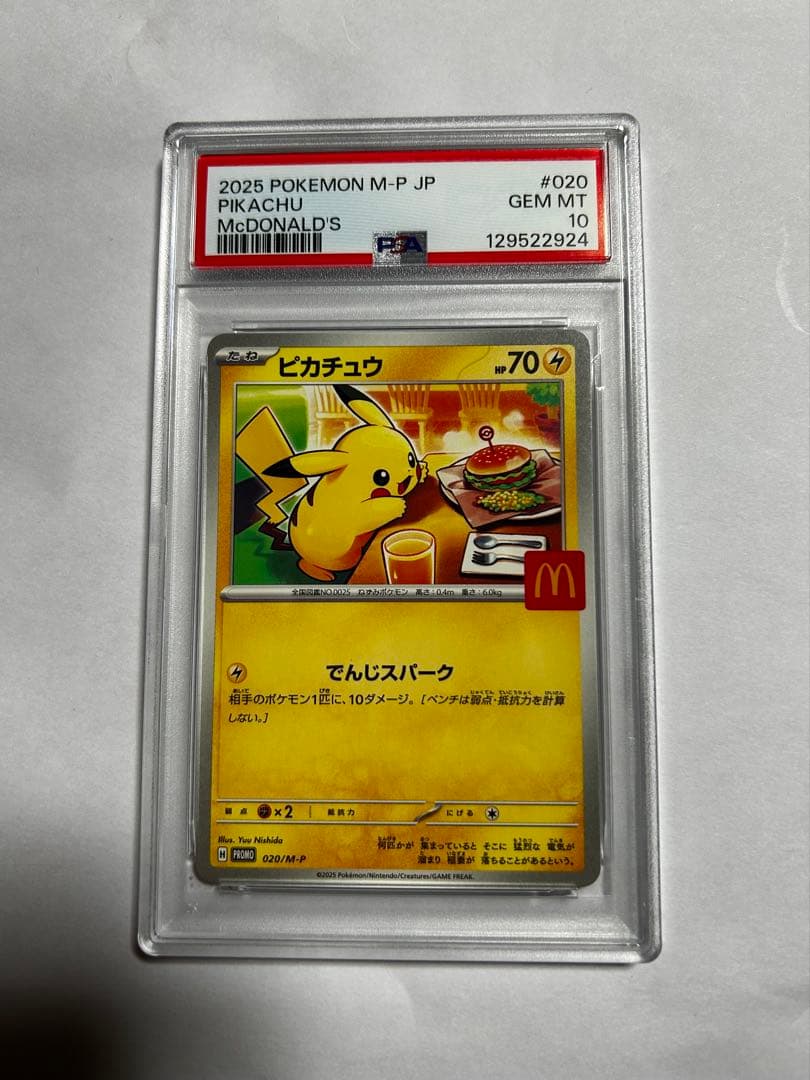 2025 POKEMON M-P JP #020
PIKACHU GEM MT
McDONALD'S 10
129522924
PSA
たね ピカチュウ HP 70
全国図鑑NO.0025 ねずみポケモン 高さ:0.4m 重さ:6.0kg
でんじスパーク
相手のポケモン1匹に、10ダメージ。[ベンチは弱点・抵抗力を計算
しない。]
弱点 ×2 抵抗力 にげる
Illus. Yuu Nishida
何匹かが 集まっていると そこに 猛烈な 電気が
溜まり 稲妻が 落ちることがあるという。
H PROMO 020/M-P
©2025 Pokémon/Nintendo/Creatures/GAME FREAK.